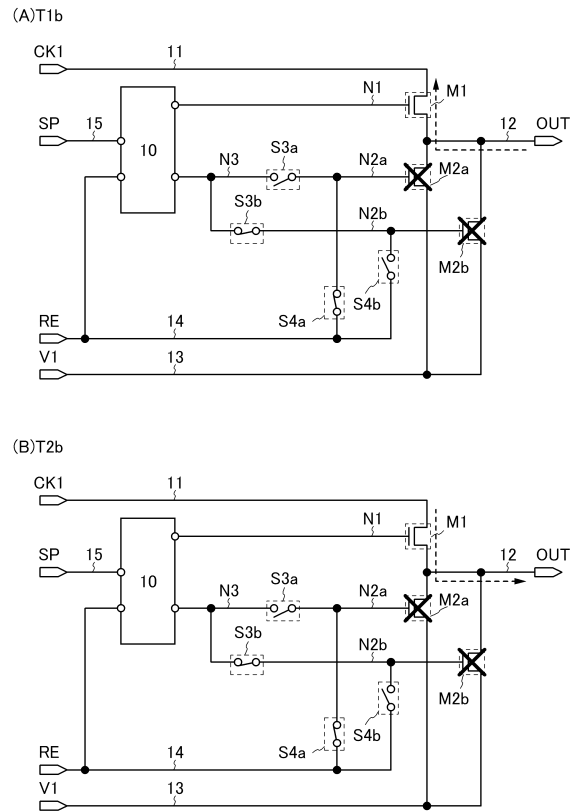 (A)T1b
CK1 11
N1 M1
SP 15 12 OUT
10 N3 S3a N2a M2a
S3b N2b M2b
S4a S4b
RE 14
V1 13
(B)T2b
CK1 11
N1 M1
SP 15 12 OUT
10 N3 S3a N2a M2a
S3b N2b M2b
S4a S4b
RE 14
V1 13